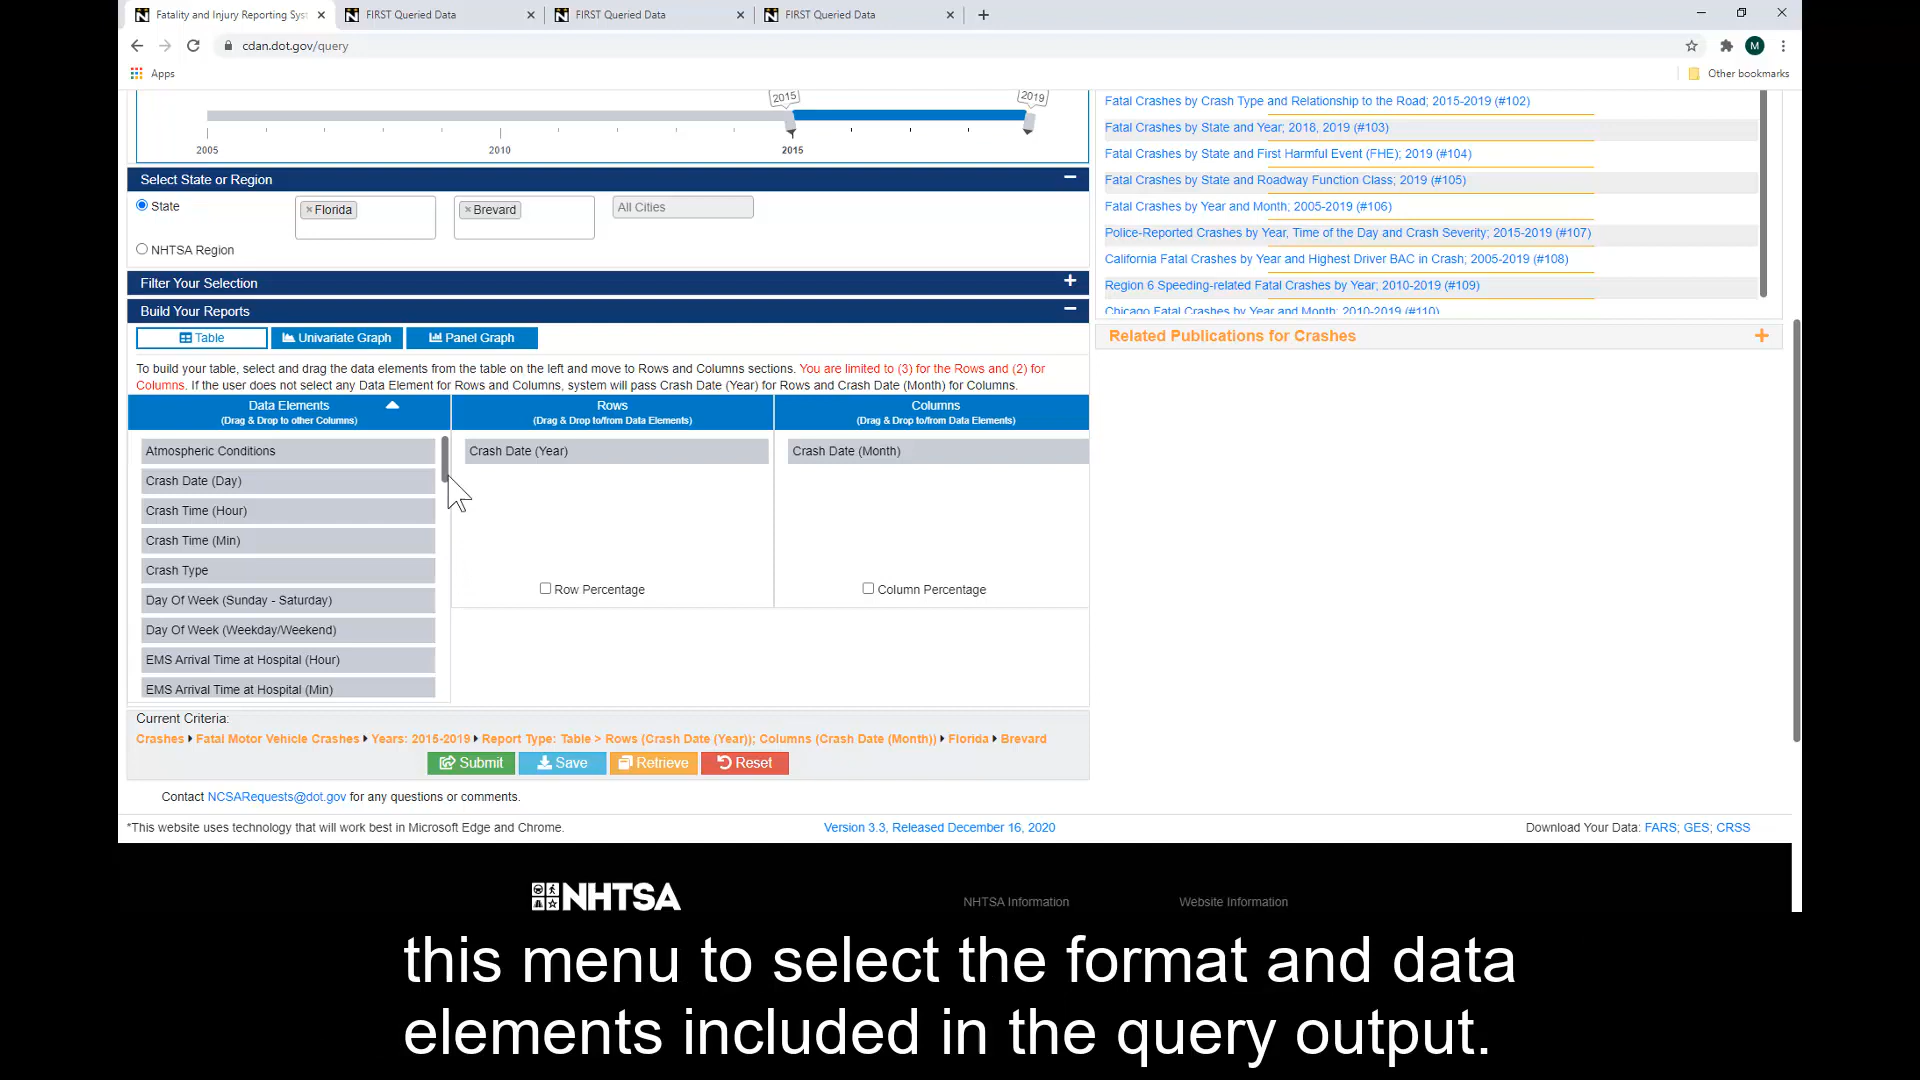 Fatality and Injury Reporting Syst
FIRST Queried Data
FIRST Queried Data
FIRST Queried Data
cdan.dot.gov/query
M
Apps
Other bookmarks
2015
2019
2005
2010
2015
Select State or Region
State
×Florida
×Brevard
All Cities
NHTSA Region
Filter Your Selection
Build Your Reports
Table
Univariate Graph
Panel Graph
To build your table, select and drag the data elements from the table on the left and move to Rows and Columns sections. You are limited to (3) for the Rows and (2) for
Columns. If the user does not select any Data Element for Rows and Columns, system will pass Crash Date (Year) for Rows and Crash Date (Month) for Columns.
Data Elements
(Drag & Drop to other Columns)
Rows
(Drag & Drop to/from Data Elements)
Columns
(Drag & Drop to/from Data Elements)
Atmospheric Conditions
Crash Date (Day)
Crash Time (Hour)
Crash Time (Min)
Crash Type
Day Of Week (Sunday - Saturday)
Day Of Week (Weekday/Weekend)
EMS Arrival Time at Hospital (Hour)
EMS Arrival Time at Hospital (Min)
Crash Date (Year)
Row Percentage
Crash Date (Month)
Column Percentage
Current Criteria:
Crashes Fatal Motor Vehicle Crashes Years: 2015-2019 Report Type: Table > Rows (Crash Date (Year)); Columns (Crash Date (Month)) Florida Brevard
Submit
Save
Retrieve
Reset
Contact NCSARequests@dot.gov for any questions or comments.
Fatal Crashes by Crash Type and Relationship to the Road; 2015-2019 (#102)
Fatal Crashes by State and Year; 2018, 2019 (#103)
Fatal Crashes by State and First Harmful Event (FHE); 2019 (#104)
Fatal Crashes by State and Roadway Function Class; 2019 (#105)
Fatal Crashes by Year and Month; 2005-2019 (#106)
Police-Reported Crashes by Year, Time of the Day and Crash Severity; 2015-2019 (#107)
California Fatal Crashes by Year and Highest Driver BAC in Crash; 2005-2019 (#108)
Region 6 Speeding-related Fatal Crashes by Year; 2010-2019 (#109)
Chicago Fatal Crashes by Year and Month; 2010-2019 (#110)
Related Publications for Crashes
*This website uses technology that will work best in Microsoft Edge and Chrome.
Version 3.3, Released December 16, 2020
Download Your Data: FARS; GES; CRSS
NHTSA
NHTSA Information
Website Information
this menu to select the format and data
elements included in the query output.